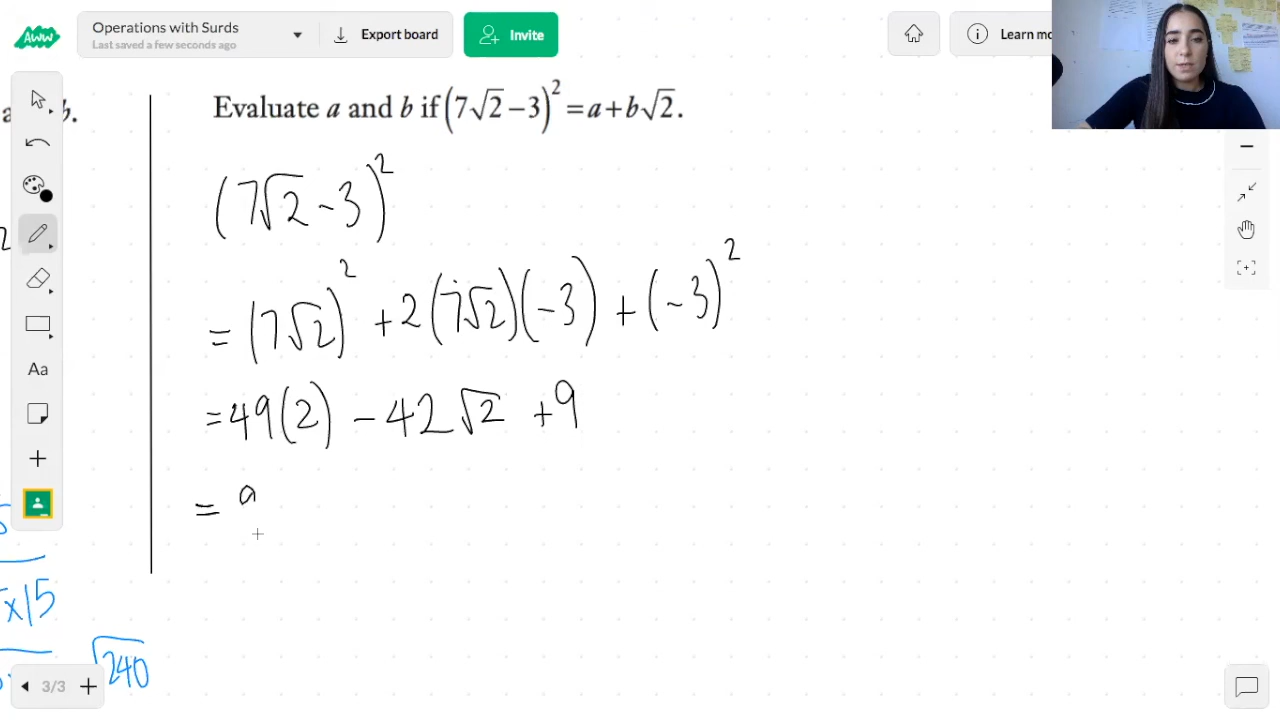 AWW
Operations with Surds
Last saved a few seconds ago
Export board
Invite
Learn mo
b.
Evaluate a and b if (7√2 − 3)² = a + b√2.
(7√2 − 3)²
= (7√2)² + 2(7√2)(−3) + (−3)²
= 49(2) − 42√2 + 9
= a
Aa
x15
√240
3/3